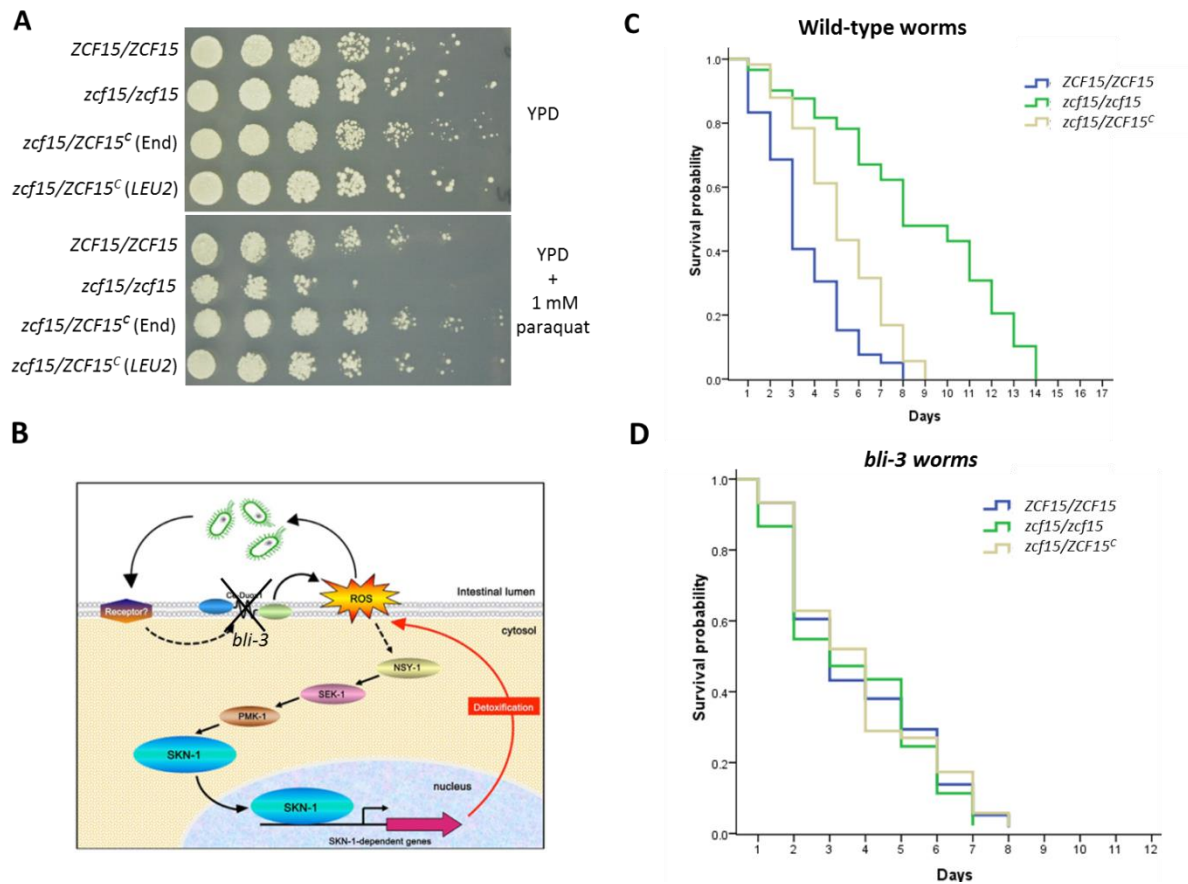 A
ZCF15/ZCF15
zcf15/zcf15
zcf15/ZCF15C (End)
zcf15/ZCF15C (LEU2)
YPD
ZCF15/ZCF15
zcf15/zcf15
zcf15/ZCF15C (End)
zcf15/ZCF15C (LEU2)
YPD
+
1 mM
paraquat
B
Receptor?
bli-3
ROS
Intestinal lumen
cytosol
NSY-1
SEK-1
PMK-1
SKN-1
Detoxification
nucleus
SKN-1
SKN-1-dependent genes
C
Wild-type worms
ZCF15/ZCF15
zcf15/zcf15
zcf15/ZCF15C
Survival probability
1.0
0.8
0.6
0.4
0.2
0.0
1 2 3 4 5 6 7 8 9 10 11 12 13 14 15 16 17
Days
D
bli-3 worms
ZCF15/ZCF15
zcf15/zcf15
zcf15/ZCF15C
Survival probability
1.0
0.8
0.6
0.4
0.2
0.0
1 2 3 4 5 6 7 8 9 10 11 12
Days